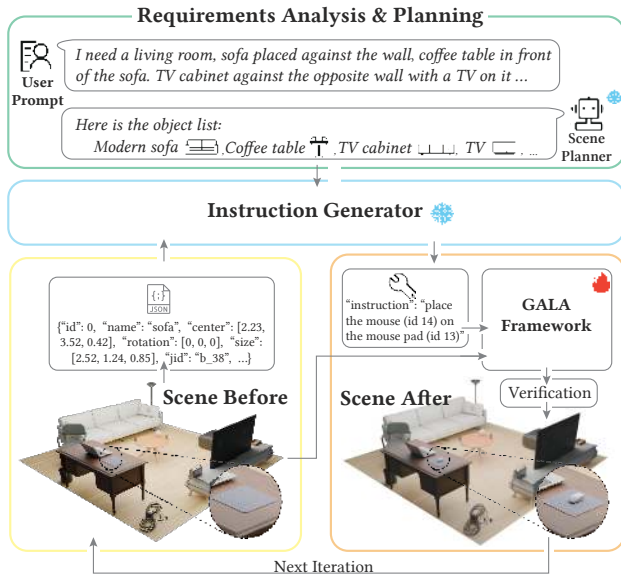 Requirements Analysis & Planning
User
Prompt
I need a living room, sofa placed against the wall, coffee table in front
of the sofa. TV cabinet against the opposite wall with a TV on it ...
Here is the object list:
Modern sofa , Coffee table , TV cabinet , TV , ...
Scene
Planner
Instruction Generator
{;}
JSON
{"id": 0, "name": "sofa", "center": [2.23,
3.52, 0.42], "rotation": [0, 0, 0], "size":
[2.52, 1.24, 0.85], "jid": "b_38", ...}
Scene Before
"instruction": "place
the mouse (id 14) on
the mouse pad (id 13)"
GALA
Framework
Verification
Scene After
Next Iteration